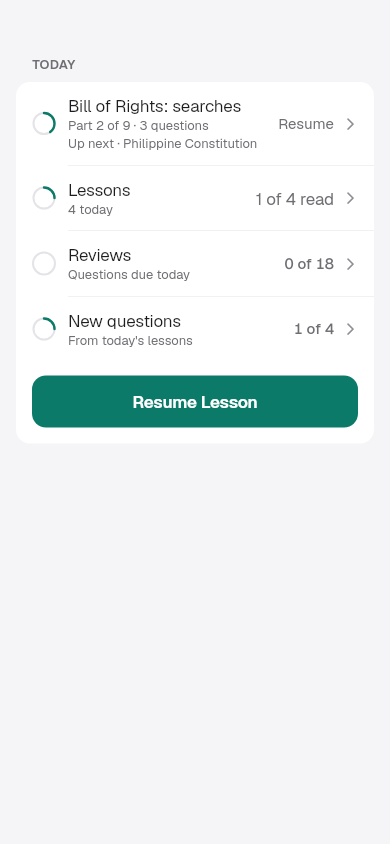 TODAY
Bill of Rights: searches
Part 2 of 9 · 3 questions
Up next · Philippine Constitution
Resume
Lessons
4 today
1 of 4 read
Reviews
Questions due today
0 of 18
New questions
From today's lessons
1 of 4
Resume Lesson